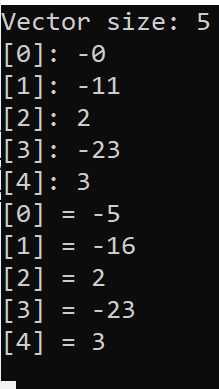 Vector size: 5
[0]: -0
[1]: -11
[2]: 2
[3]: -23
[4]: 3
[0] = -5
[1] = -16
[2] = 2
[3] = -23
[4] = 3